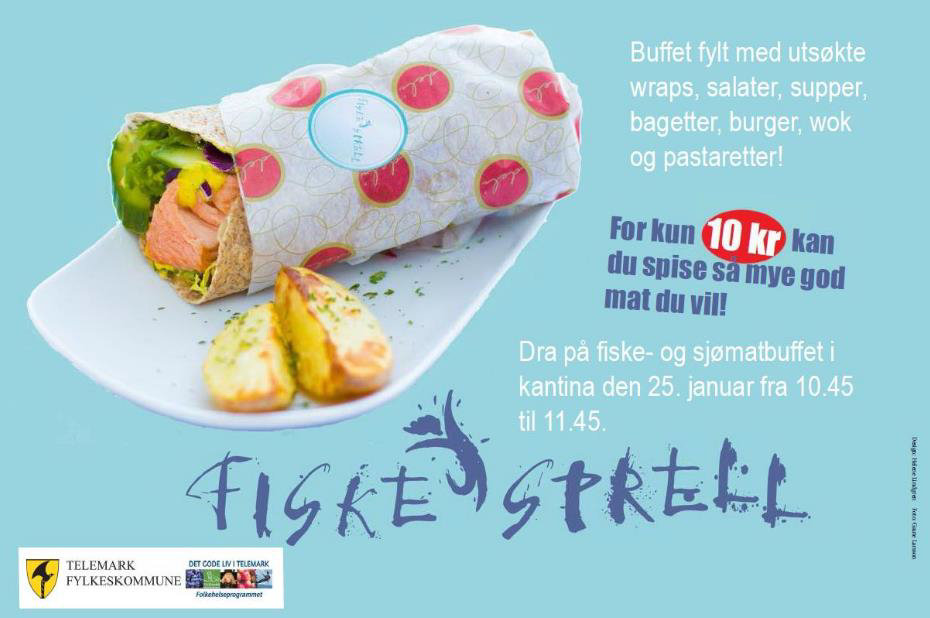 Buffet fylt med utsøkte
wraps, salater, supper,
bagetter, burger, wok
og pastaretter!
For kun 10 kr kan
du spise så mye god
mat du vil!
Dra på fiske- og sjømatbuffet i
kantina den 25. januar fra 10.45
til 11.45.
FISKE SPRELL
FISKE SPRELL
TELEMARK
FYLKESKOMMUNE
DET GODE LIV I TELEMARK
Folkehelseprogrammet